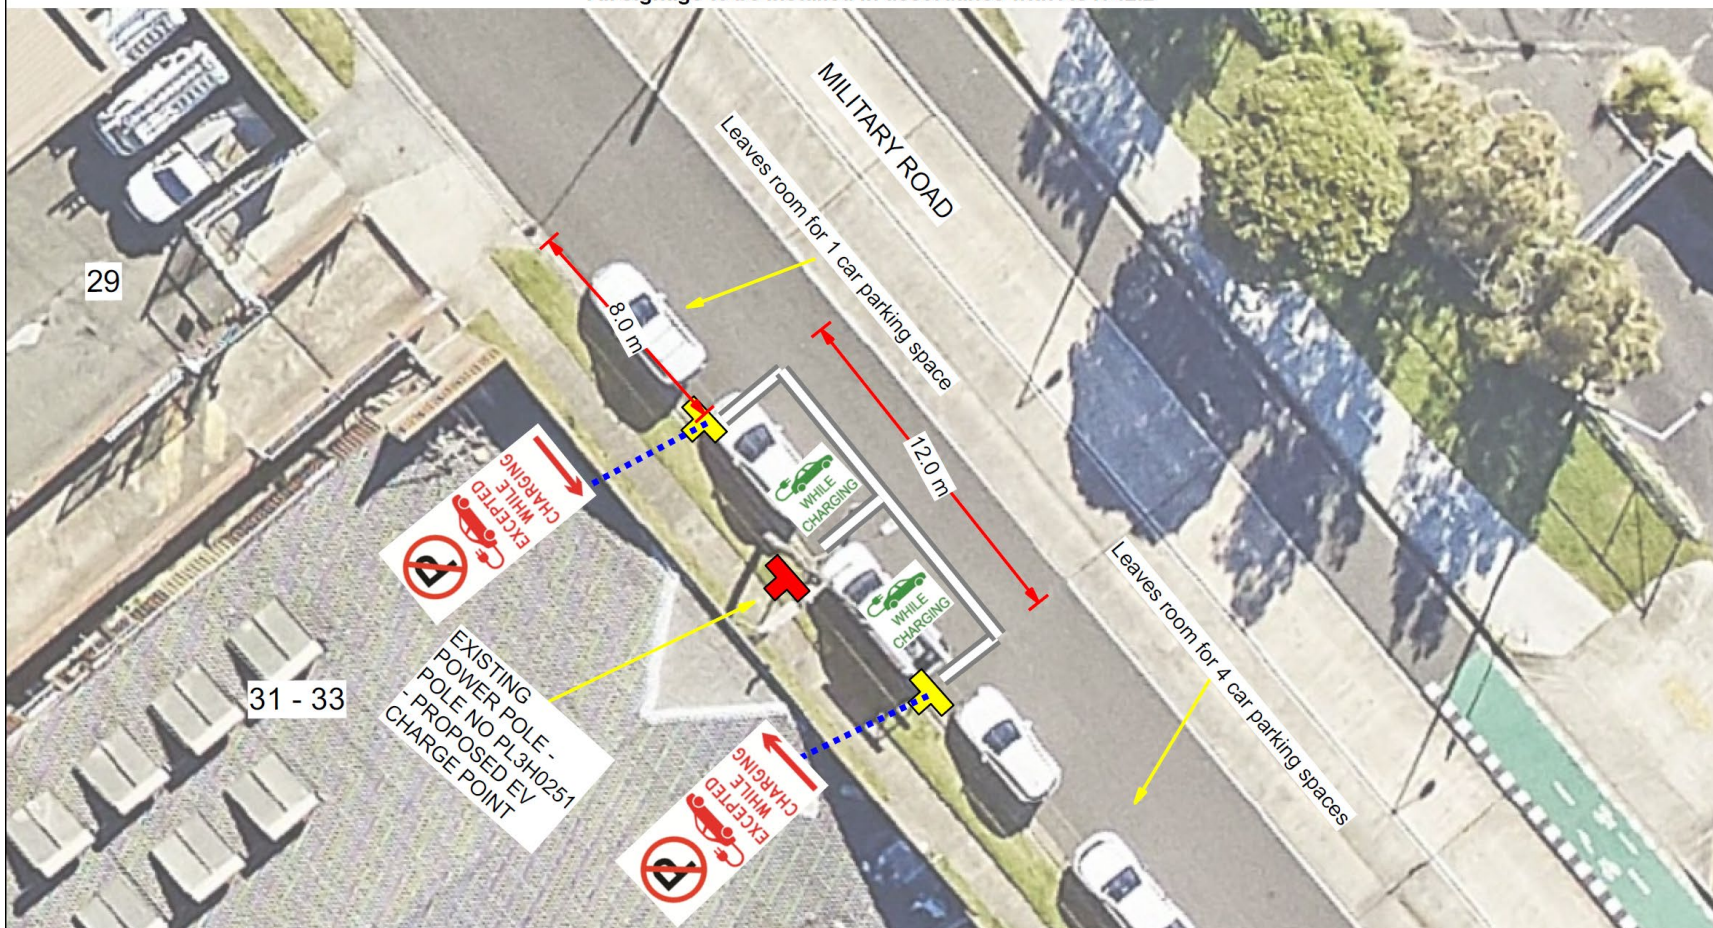 MILITARY ROAD
Leaves room for 1 car parking space
29
8.0 m
12.0 m
EXCEPTED
WHILE
CHARGING
P
WHILE
CHARGING
WHILE
CHARGING
Leaves room for 4 car parking spaces
EXISTING
POWER POLE -
POLE NO PL3H0251
- PROPOSED EV
CHARGE POINT
31 - 33
EXCEPTED
WHILE
CHARGING
P